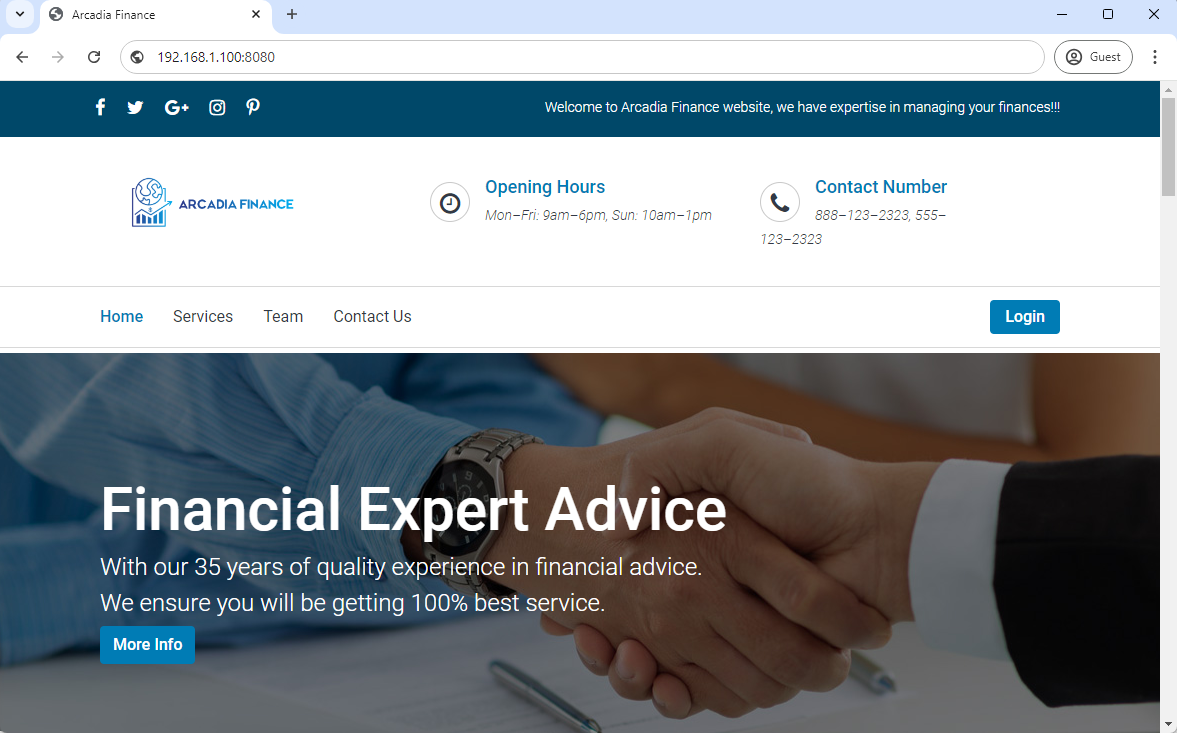 Arcadia Finance
192.168.1.100:8080
Guest
G+
Welcome to Arcadia Finance website, we have expertise in managing your finances!!!
ARCADIA FINANCE
Opening Hours
Mon–Fri: 9am–6pm, Sun: 10am–1pm
Contact Number
888–123–2323, 555–
123–2323
Home Services Team Contact Us Login
Financial Expert Advice
With our 35 years of quality experience in financial advice.
We ensure you will be getting 100% best service.
More Info